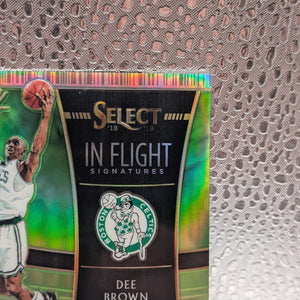 SELECT
'18 '19
IN FLIGHT
SIGNATURES
BOSTON
CELTICS
DEE
BROWN